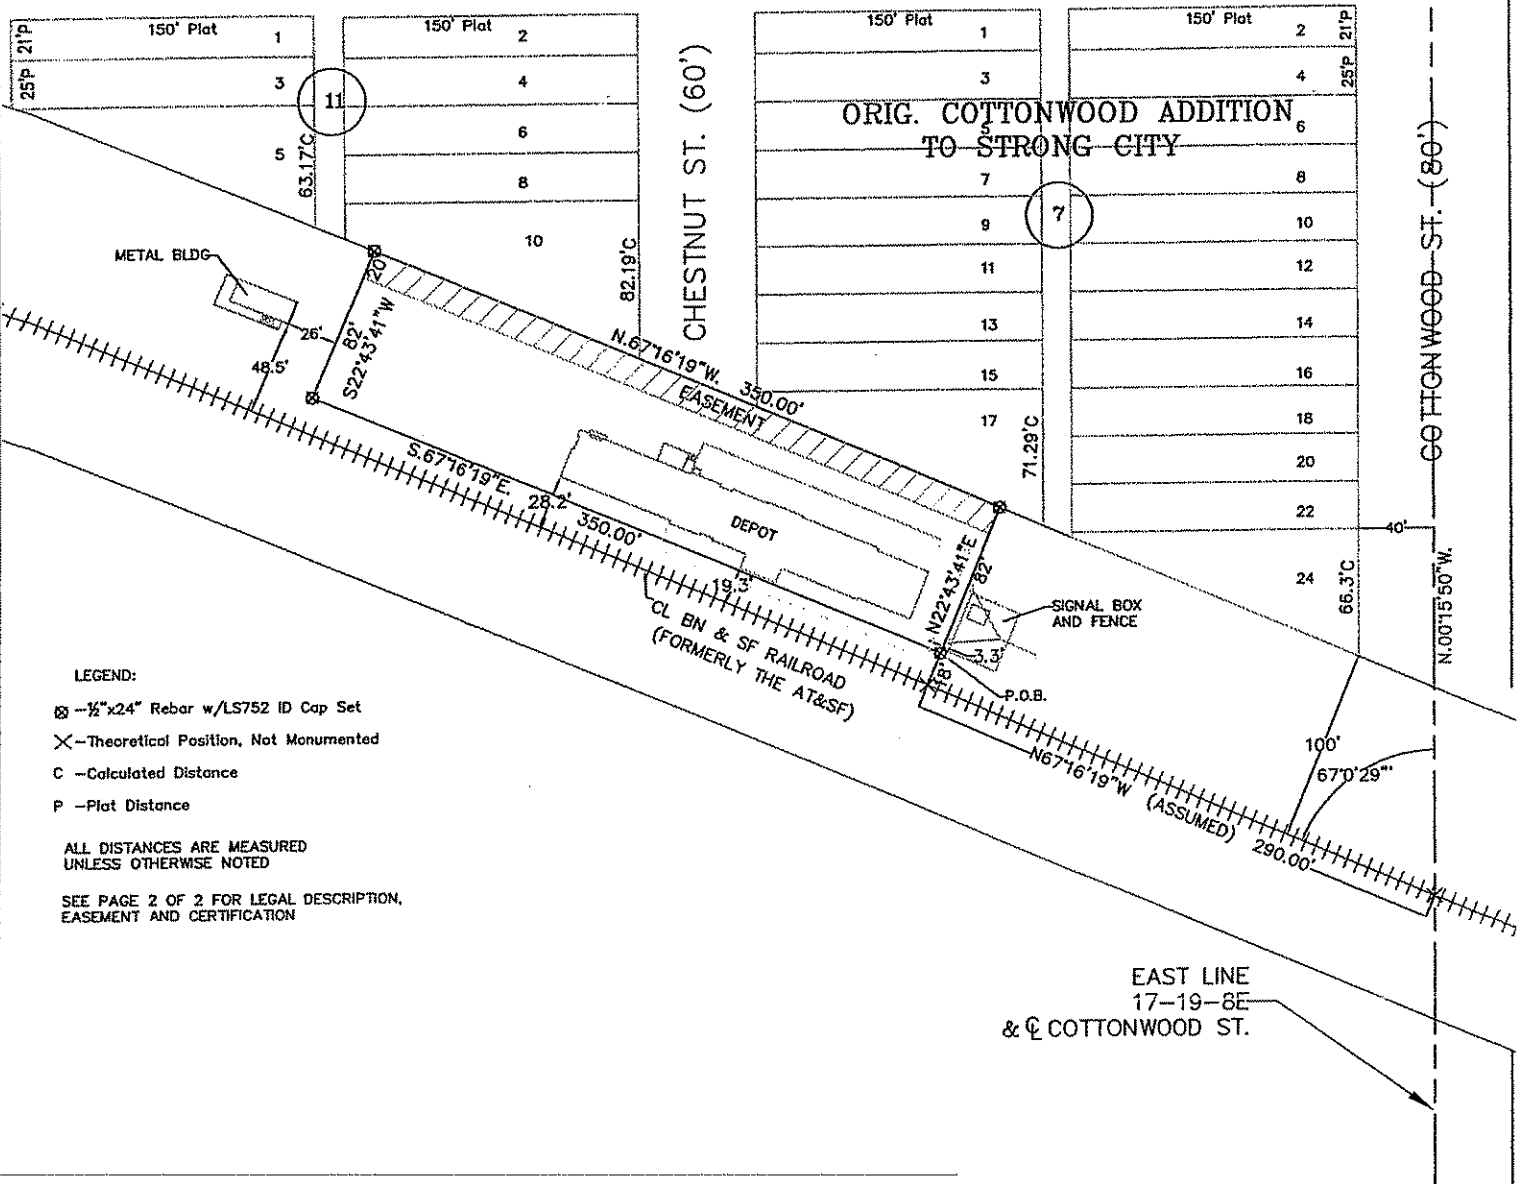 150' Plat
1
21'P
25'P
3
5
63.17'C
11
150' Plat
2
4
6
8
10
82.19'C
CHESTNUT ST. (60')
150' Plat
1
3
5
7
9
11
13
15
17
71.29'C
ORIG. COTTONWOOD ADDITION
TO STRONG CITY
7
150' Plat
2
21'P
25'P
4
6
8
10
12
14
16
18
20
22
24
66.3'C
40'
COTTONWOOD ST. (80')
N.00°15'50"W.
METAL BLDG
26'
48.5'
20'
82'
S22°43'41"W
N.67°16'19"W. 350.00'
EASEMENT
S.67°16'19"E.
28.2'
350.00'
DEPOT
19.3'
N22°43'41"E
82'
SIGNAL BOX
AND FENCE
3.3'
18'
P.O.B.
CL BN & SF RAILROAD
(FORMERLY THE AT&SF)
N67°16'19"W (ASSUMED)
290.00'
100'
67°0'29"'
LEGEND:
–½"x24" Rebar w/LS752 ID Cap Set
–Theoretical Position, Not Monumented
C –Calculated Distance
P –Plat Distance
ALL DISTANCES ARE MEASURED
UNLESS OTHERWISE NOTED
SEE PAGE 2 OF 2 FOR LEGAL DESCRIPTION,
EASEMENT AND CERTIFICATION
EAST LINE
17–19–8E
& ℄ COTTONWOOD ST.